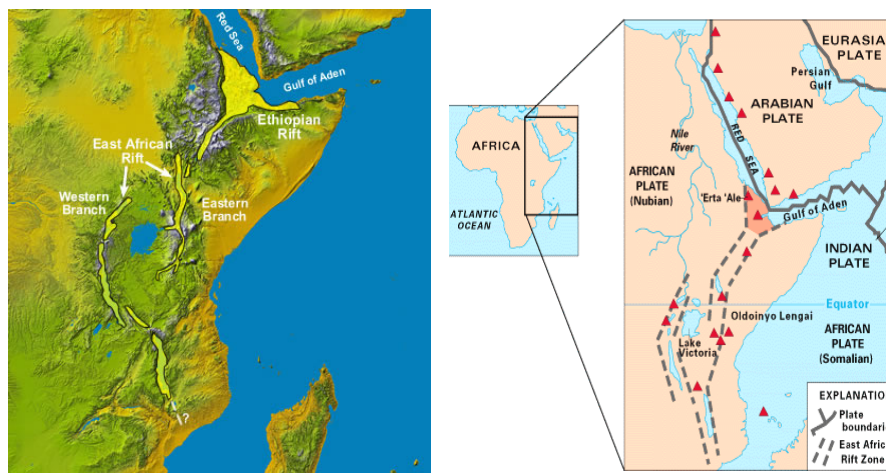 Red Sea
Gulf of Aden
Ethiopian
Rift
East African
Rift
Western
Branch
Eastern
Branch
?
AFRICA
ATLANTIC
OCEAN
EURASIAN
PLATE
Persian
Gulf
ARABIAN
PLATE
Nile
River
RED SEA
AFRICAN
PLATE
(Nubian)
'Erta 'Ale
Gulf of Aden
INDIAN
PLATE
Equator
Oldoinyo Lengai
AFRICAN
PLATE
(Somalian)
Lake
Victoria
EXPLANATION
Plate
boundari
East Afric
Rift Zone